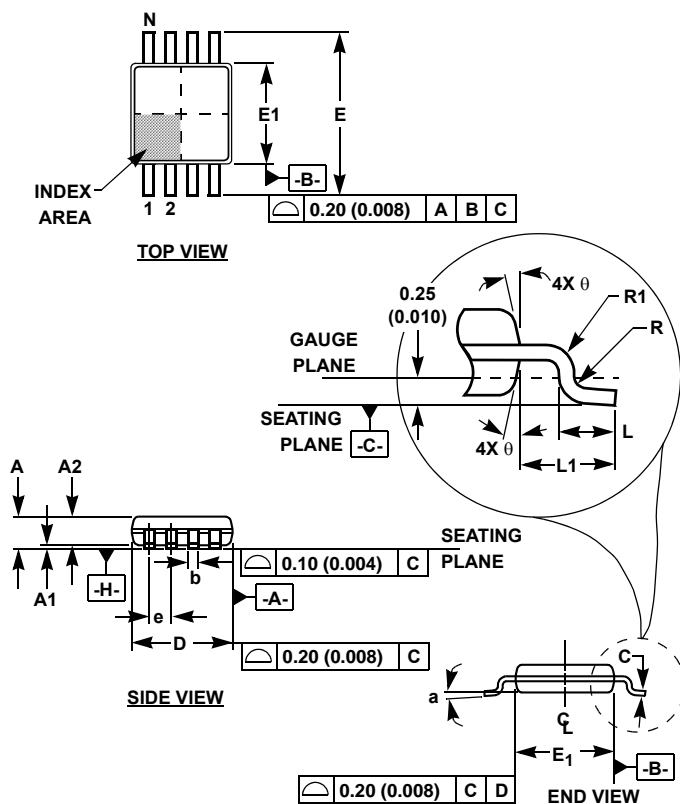 N
E1
E
-B-
INDEX
AREA
1 2
0.20 (0.008) A B C
TOP VIEW
4X θ
R1
R
0.25
(0.010)
GAUGE
PLANE
SEATING
PLANE
-C-
4X θ
L
L1
A
A2
SEATING
PLANE
A1
-H-
b
0.10 (0.004) C
-A-
e
D
0.20 (0.008) C
SIDE VIEW
C
a
CL
E1
-B-
0.20 (0.008) C D
END VIEW